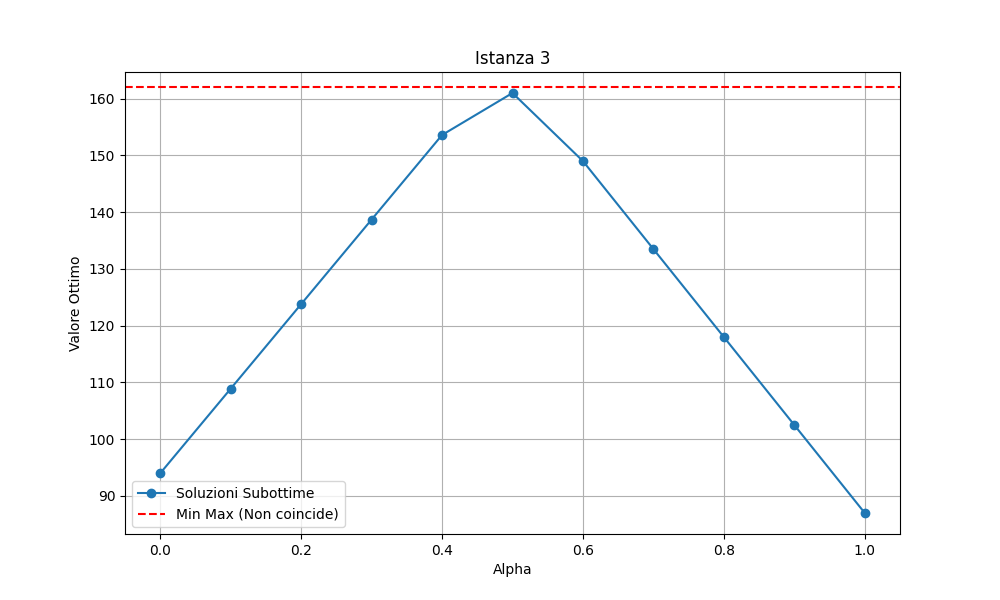 Istanza 3
Valore Ottimo
160
150
140
130
120
110
100
90
Soluzioni Subottime
Min Max (Non coincide)
0.0 0.2 0.4 0.6 0.8 1.0
Alpha